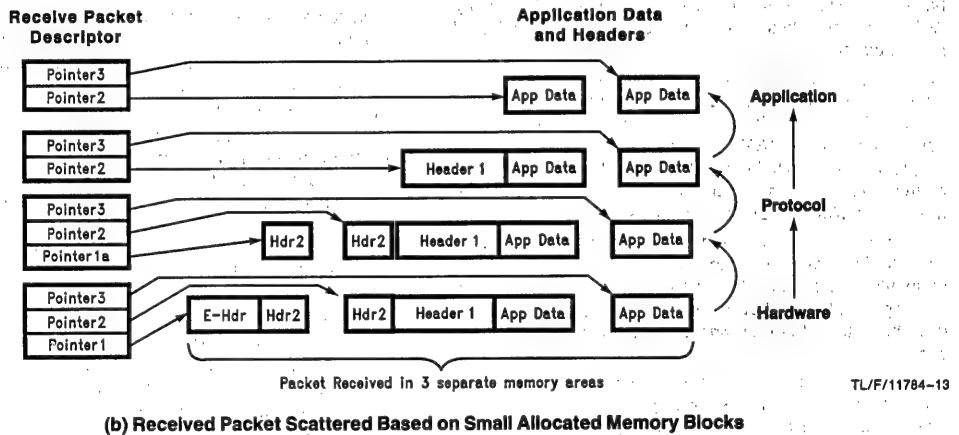 Receive Packet
Descriptor
Application Data
and Headers
Pointer3
Pointer2
App Data
App Data
Application
Pointer3
Pointer2
Header 1
App Data
App Data
Protocol
Pointer3
Pointer2
Pointer1a
Hdr2
Hdr2
Header 1
App Data
App Data
Pointer3
Pointer2
Pointer1
E-Hdr
Hdr2
Hdr2
Header 1
App Data
App Data
Hardware
Packet Received in 3 separate memory areas
TL/F/11784-13
(b) Received Packet Scattered Based on Small Allocated Memory Blocks